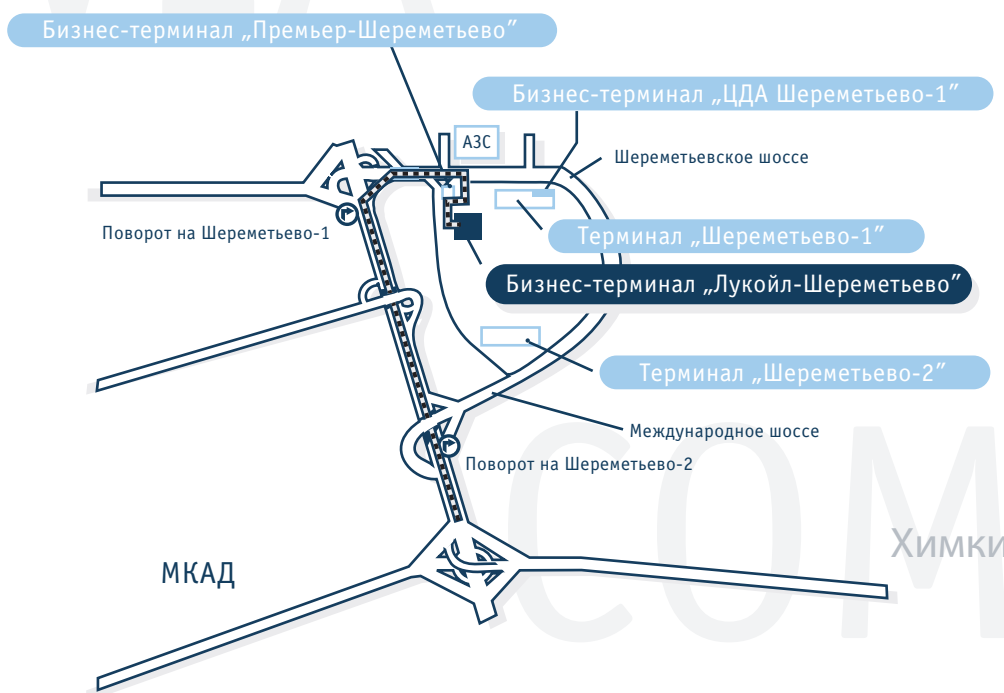 Бизнес-терминал „Премьер-Шереметьево”
Бизнес-терминал „ЦДА Шереметьево-1”
АЗС
Шереметьевское шоссе
Поворот на Шереметьево-1
Терминал „Шереметьево-1”
Бизнес-терминал „Лукойл-Шереметьево”
Терминал „Шереметьево-2”
Международное шоссе
Поворот на Шереметьево-2
Химки
МКАД
COM